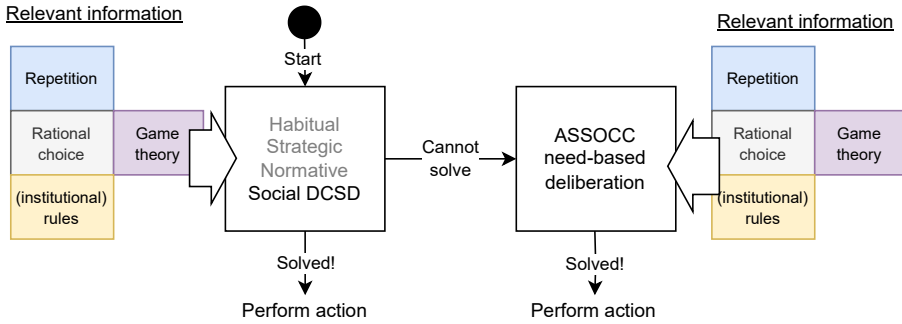 Relevant information
Repetition
Rational
choice
Game
theory
(institutional)
rules
Start
Habitual
Strategic
Normative
Social DCSD
Solved!
Perform action
Cannot
solve
ASSOCC
need-based
deliberation
Solved!
Perform action
Relevant information
Repetition
Rational
choice
Game
theory
(institutional)
rules